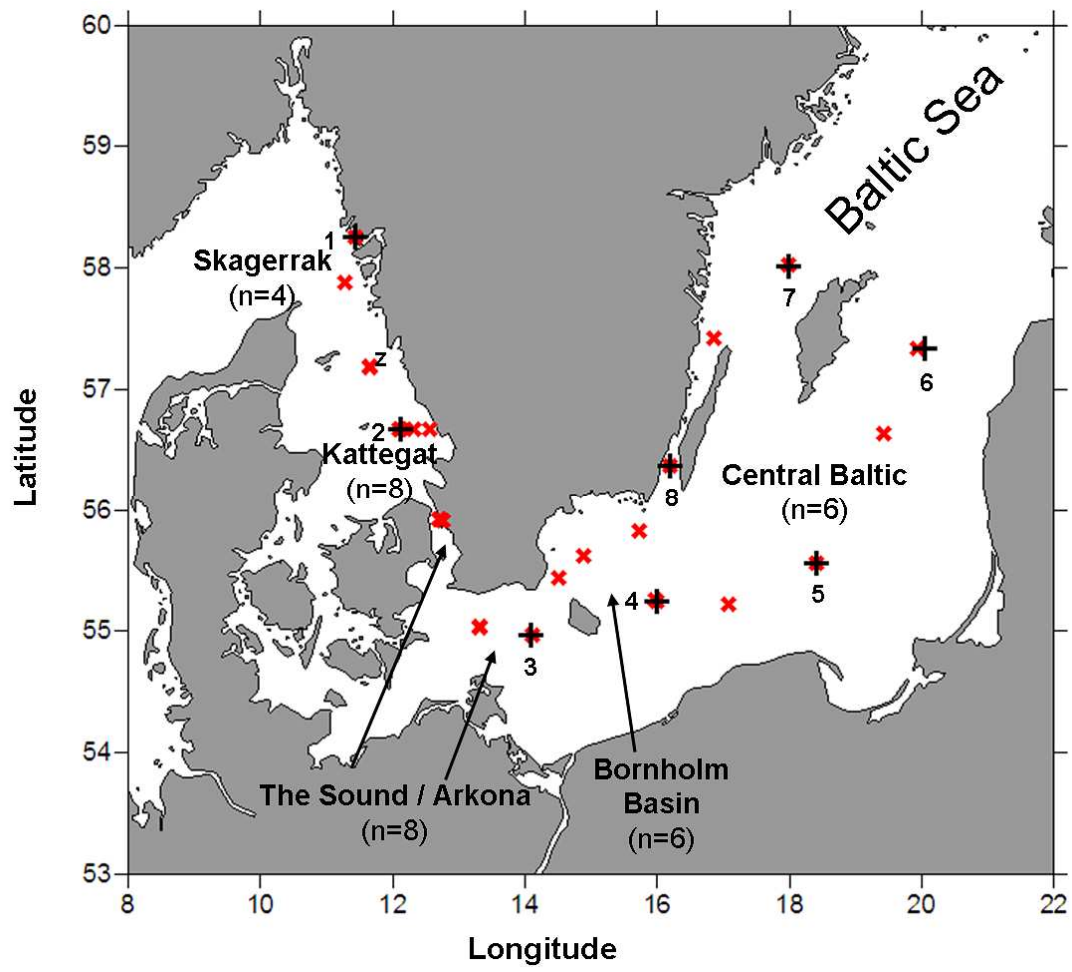 60
59
58
57
56
55
54
53
Latitude
8
10
12
14
16
18
20
22
Longitude
Baltic Sea
1
Skagerrak
(n=4)
z
2
Kattegat
(n=8)
7
6
8
Central Baltic
(n=6)
5
4
3
The Sound / Arkona
(n=8)
Bornholm
Basin
(n=6)